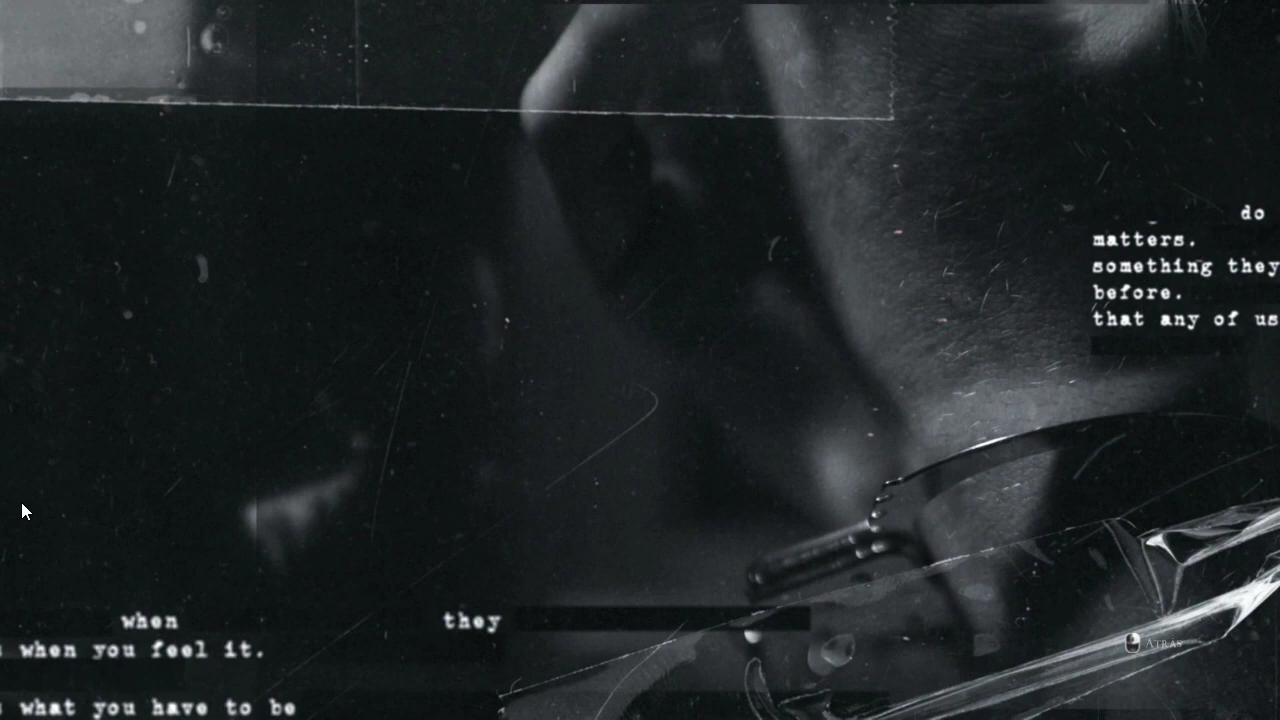 do
matters.
something they
before.
that any of us
when they
when you feel it.
ATRÁS
what you have to be